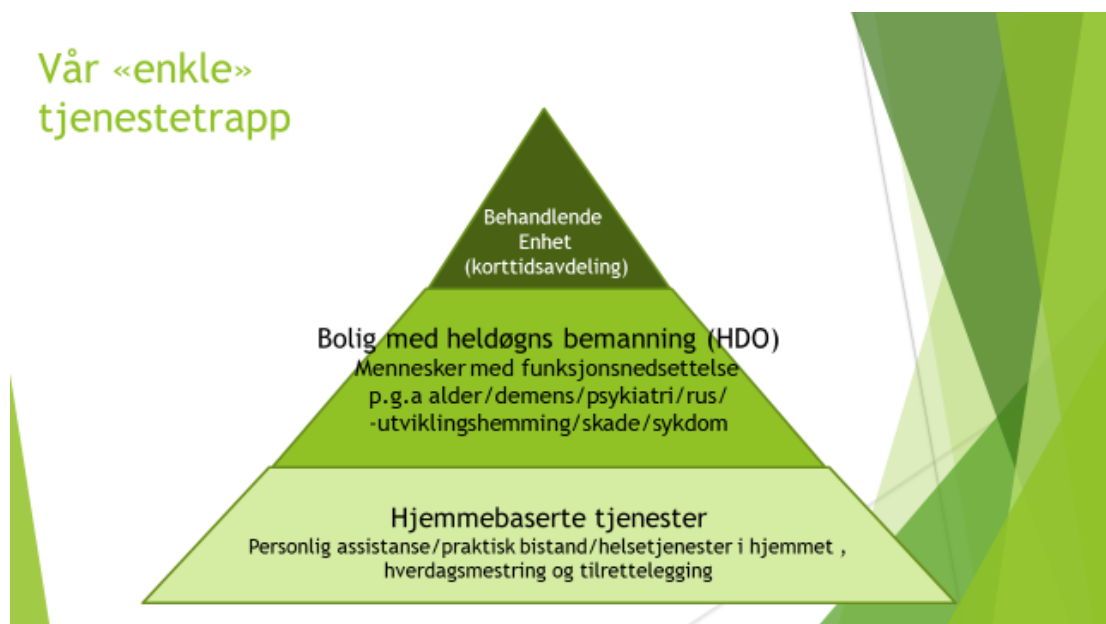 Vår «enkle»
tjenestetrapp
Behandlende
Enhet
(korttidsavdeling)
Bolig med heldøgns bemanning (HDO)
Mennesker med funksjonsnedsettelse
p.g.a alder/demens/psykiatri/rus/
-utviklingshemming/skade/sykdom
Hjemmebaserte tjenester
Personlig assistanse/praktisk bistand/helsetjenester i hjemmet ,
hverdagsmestring og tilrettelegging